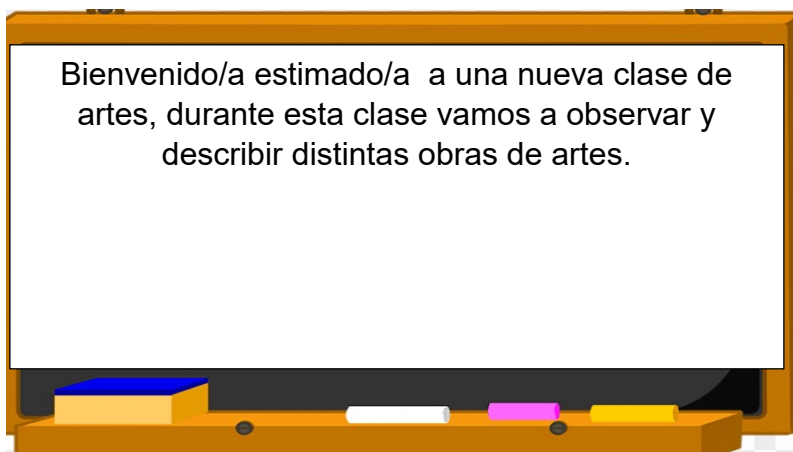 Bienvenido/a estimado/a  a una nueva clase de
artes, durante esta clase vamos a observar y
describir distintas obras de artes.